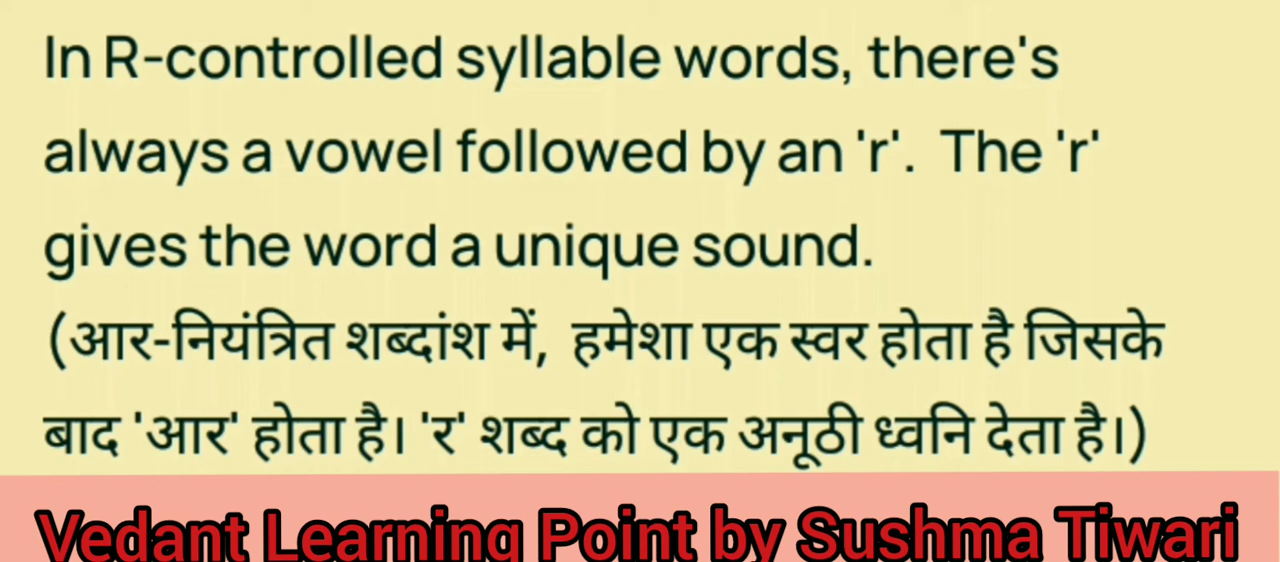 In R-controlled syllable words, there's
always a vowel followed by an 'r'. The 'r'
gives the word a unique sound.
(आर-नियंत्रित शब्दांश में, हमेशा एक स्वर होता है जिसके
बाद 'आर' होता है। 'र' शब्द को एक अनूठी ध्वनि देता है।)
Vedant Learning Point by Sushma Tiwari